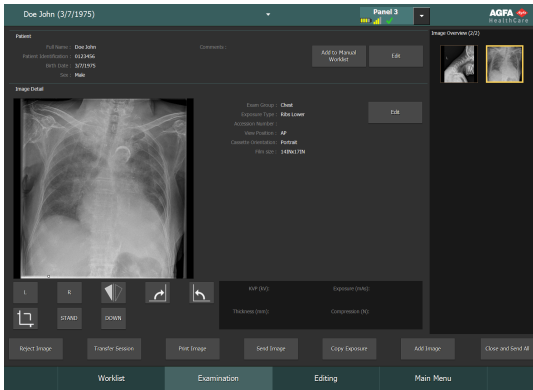 Doe John (3/7/1975)
Panel 3
AGFA
HealthCare
Patient
Full Name : Doe John
Patient Identification : 0123456
Birth Date : 3/7/1975
Sex : Male
Comments :
Add to Manual
Worklist
Edit
Image Overview (2/2)
Image Detail
Exam Group : Chest
Exposure Type : Ribs Lower
Accession Number :
View Position : AP
Cassette Orientation: Portrait
Film size : 14INx17IN
Edit
L
R
STAND
DOWN
KVP (kV):
Exposure (mAs):
Thickness (mm):
Compression (N):
Reject Image
Transfer Session
Print Image
Send Image
Copy Exposure
Add Image
Close and Send All
Worklist
Examination
Editing
Main Menu